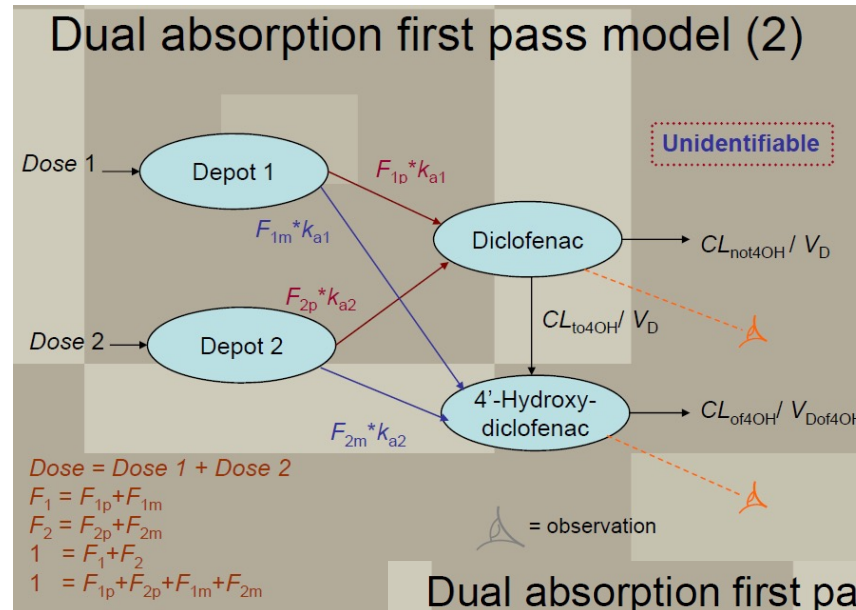 Dual absorption first pass model (2)
Unidentifiable
Dose 1
Depot 1
F1p*ka1
F1m*ka1
Diclofenac
CLnot4OH/ VD
F2p*ka2
CLto4OH/ VD
Dose 2
Depot 2
4’-Hydroxy-
diclofenac
CLof4OH/ VDof4OH
F2m*ka2
Dose = Dose 1 + Dose 2
F1 = F1p+F1m
F2 = F2p+F2m
1 = F1+F2
1 = F1p+F2p+F1m+F2m
= observation
Dual absorption first pa